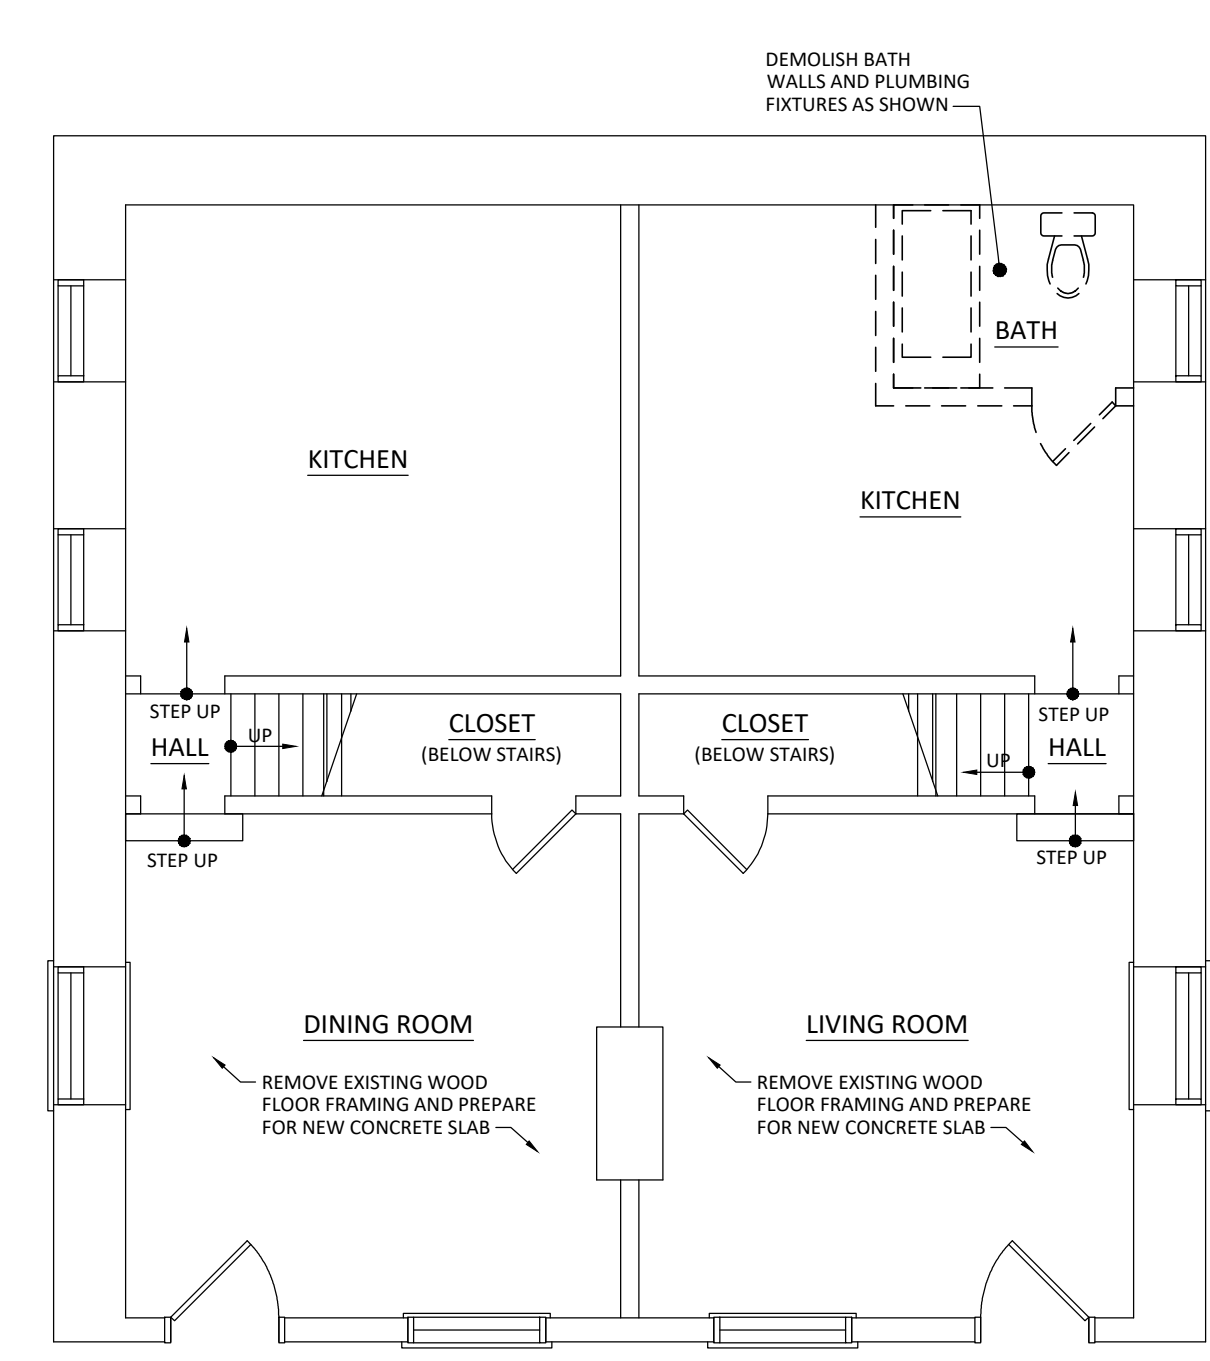 DEMOLISH BATH
WALLS AND PLUMBING
FIXTURES AS SHOWN
BATH
KITCHEN
KITCHEN
STEP UP
HALL
UP
CLOSET
(BELOW STAIRS)
CLOSET
(BELOW STAIRS)
UP
STEP UP
HALL
STEP UP
STEP UP
DINING ROOM
REMOVE EXISTING WOOD
FLOOR FRAMING AND PREPARE
FOR NEW CONCRETE SLAB
LIVING ROOM
REMOVE EXISTING WOOD
FLOOR FRAMING AND PREPARE
FOR NEW CONCRETE SLAB